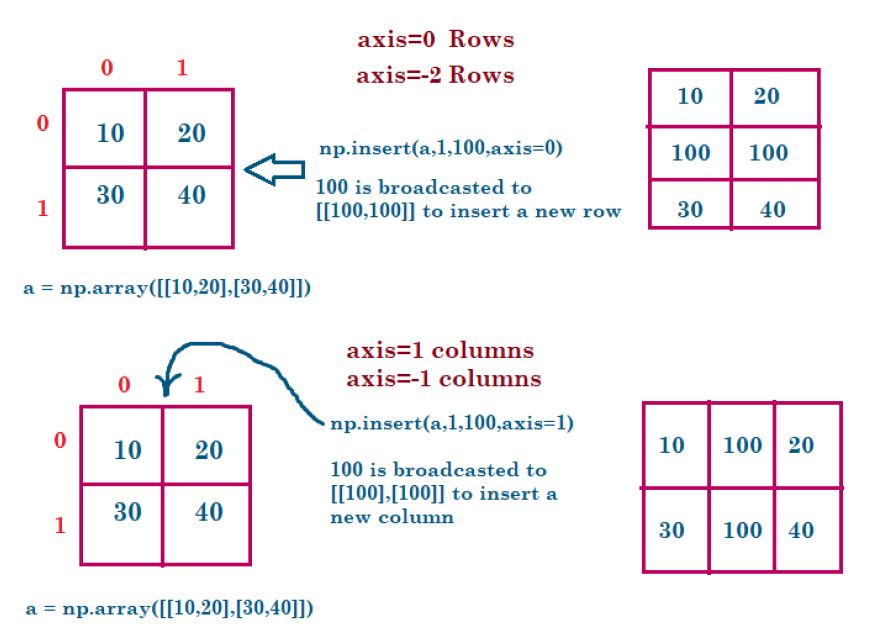 axis=0 Rows
axis=-2 Rows
0 1
0 10 20
1 30 40
np.insert(a,1,100,axis=0)
100 is broadcasted to
[[100,100]] to insert a new row
10 20
100 100
30 40
a = np.array([[10,20],[30,40]])
axis=1 columns
axis=-1 columns
0 1
0 10 20
1 30 40
np.insert(a,1,100,axis=1)
100 is broadcasted to
[[100],[100]] to insert a
new column
10 100 20
30 100 40
a = np.array([[10,20],[30,40]])